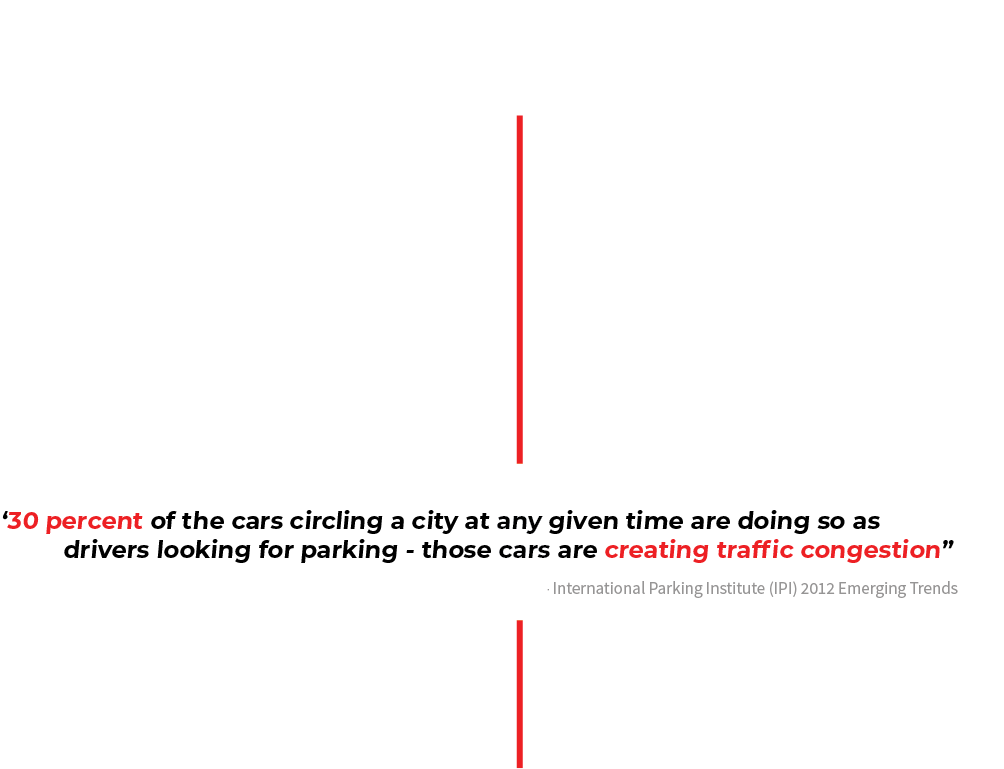 ‘30 percent of the cars circling a city at any given time are doing so as
drivers looking for parking - those cars are creating traffic congestion”
· International Parking Institute (IPI) 2012 Emerging Trends